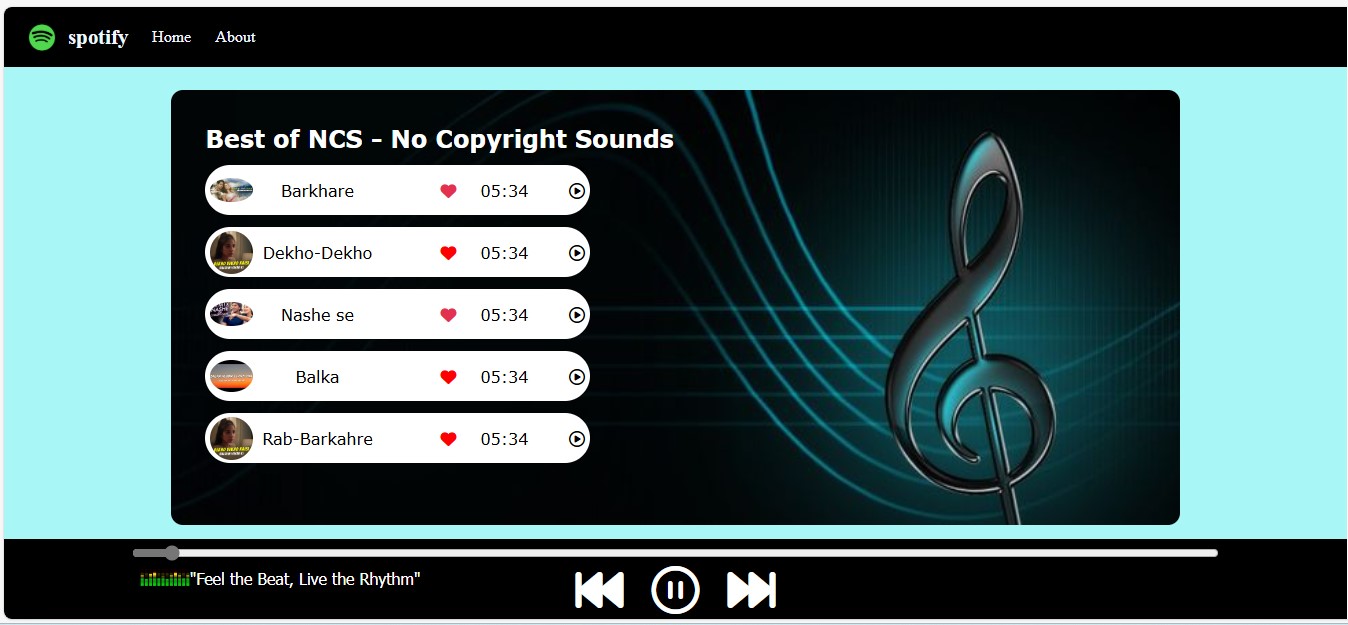 spotify Home About
Best of NCS - No Copyright Sounds
Barkhare 05:34
Dekho-Dekho 05:34
Nashe se 05:34
Balka 05:34
Rab-Barkahre 05:34
"Feel the Beat, Live the Rhythm"